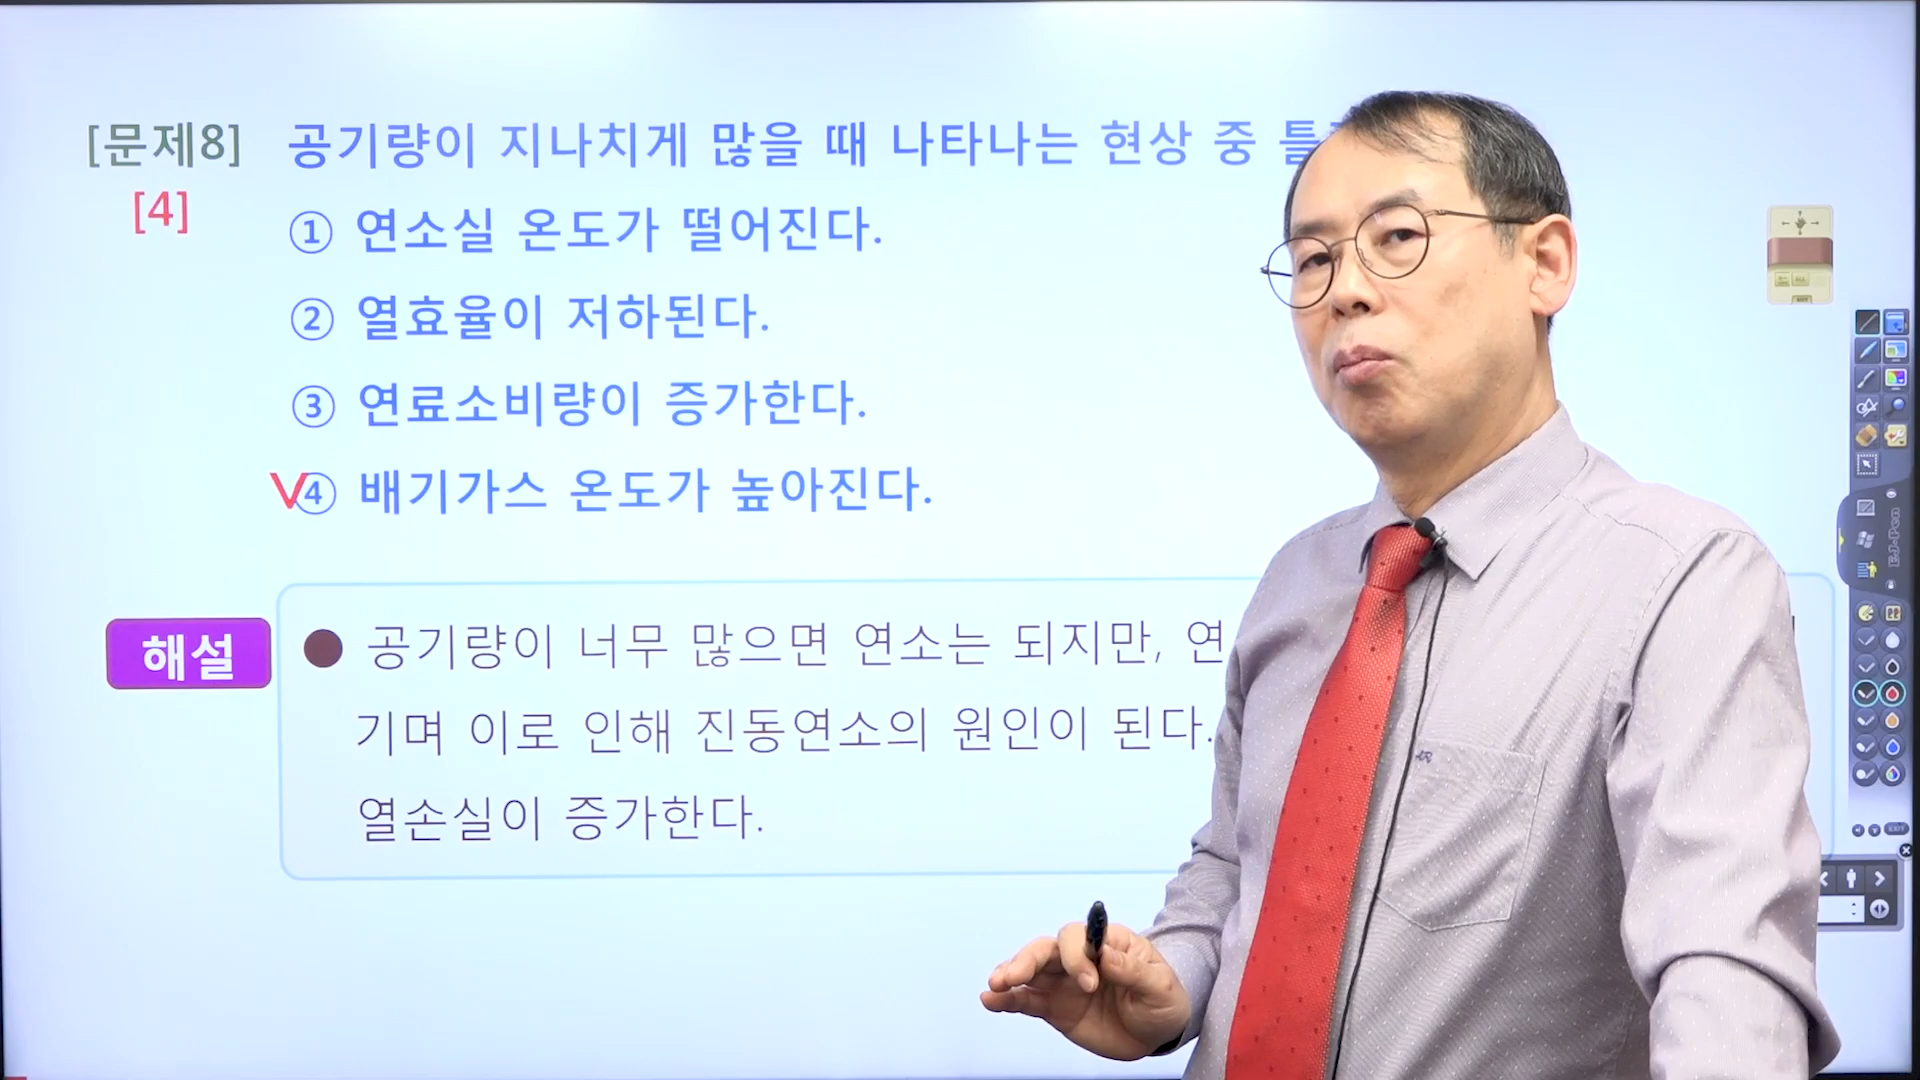 [문제8] 공기량이 지나치게 많을 때 나타나는 현상 중
[4]
① 연소실 온도가 떨어진다.
② 열효율이 저하된다.
③ 연료소비량이 증가한다.
V④ 배기가스 온도가 높아진다.
해설
● 공기량이 너무 많으면 연소는 되지만, 연
기며 이로 인해 진동연소의 원인이 된다.
열손실이 증가한다.
EJ-Pen
EXIT